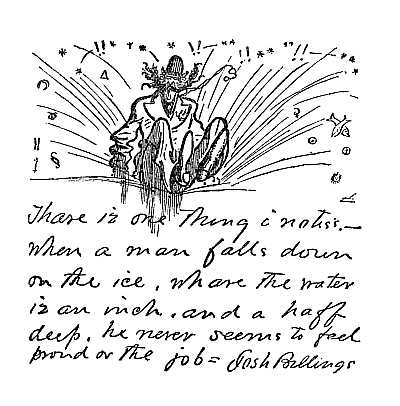 Thare iz one thing i notiss.—
when a man falls down
on the ice, whare the water
iz an inch, and a haff
deep, he never seems to feel
proud ov the job= Josh Billings